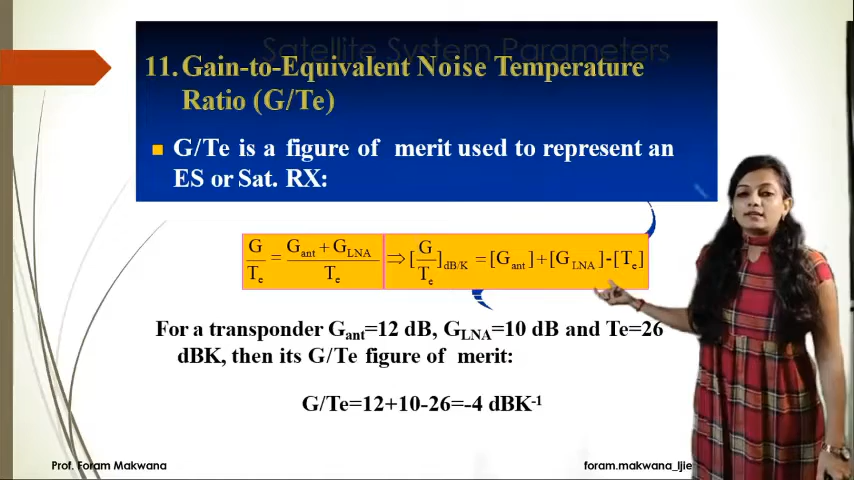 Satellite System Parameters
11. Gain-to-Equivalent Noise Temperature
Ratio (G/Te)
G/Te is a figure of merit used to represent an
ES or Sat. RX:
G/Te = (Gant + GLNA)/Te ⇒ [G/Te]dB/K = [Gant]+[GLNA]-[Te]
For a transponder Gant=12 dB, GLNA=10 dB and Te=26
dBK, then its G/Te figure of merit:
G/Te=12+10-26=-4 dBK-1
Prof. Foram Makwana
foram.makwana_ljie